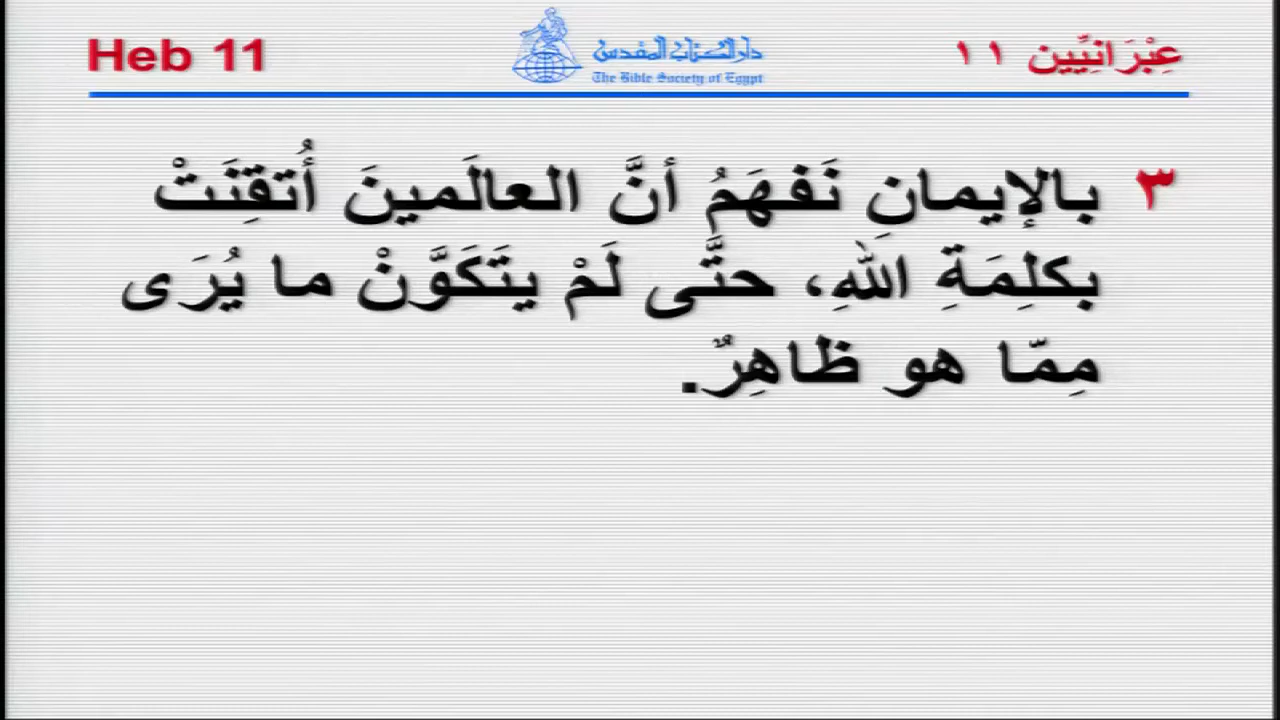 Heb 11
دار الكتاب المقدس
The Bible Society of Egypt
عِبْرَانِيِّين ١١
٣ بالإيمانِ نَفهَمُ أنَّ العالَمينَ أُتقِنَتْ
بكلِمَةِ اللهِ، حتَّى لَمْ يتَكَوَّنْ ما يُرَى
مِمّا هو ظاهِرٌ.